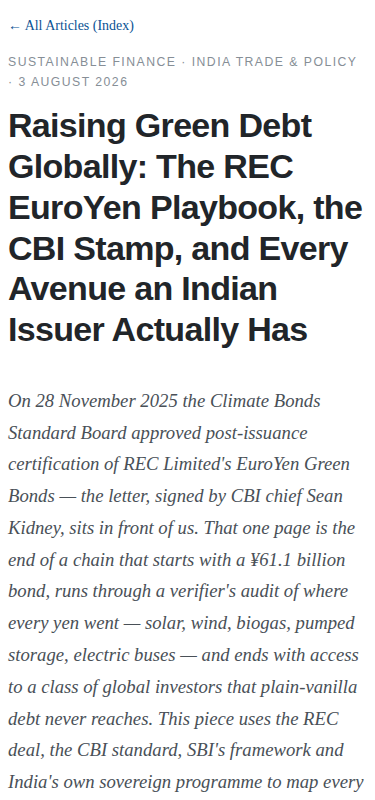 ← All Articles (Index)
SUSTAINABLE FINANCE · INDIA TRADE & POLICY
· 3 AUGUST 2026
Raising Green Debt
Globally: The REC
EuroYen Playbook, the
CBI Stamp, and Every
Avenue an Indian
Issuer Actually Has
On 28 November 2025 the Climate Bonds
Standard Board approved post-issuance
certification of REC Limited's EuroYen Green
Bonds — the letter, signed by CBI chief Sean
Kidney, sits in front of us. That one page is the
end of a chain that starts with a ¥61.1 billion
bond, runs through a verifier's audit of where
every yen went — solar, wind, biogas, pumped
storage, electric buses — and ends with access
to a class of global investors that plain-vanilla
debt never reaches. This piece uses the REC
deal, the CBI standard, SBI's framework and
India's own sovereign programme to map every